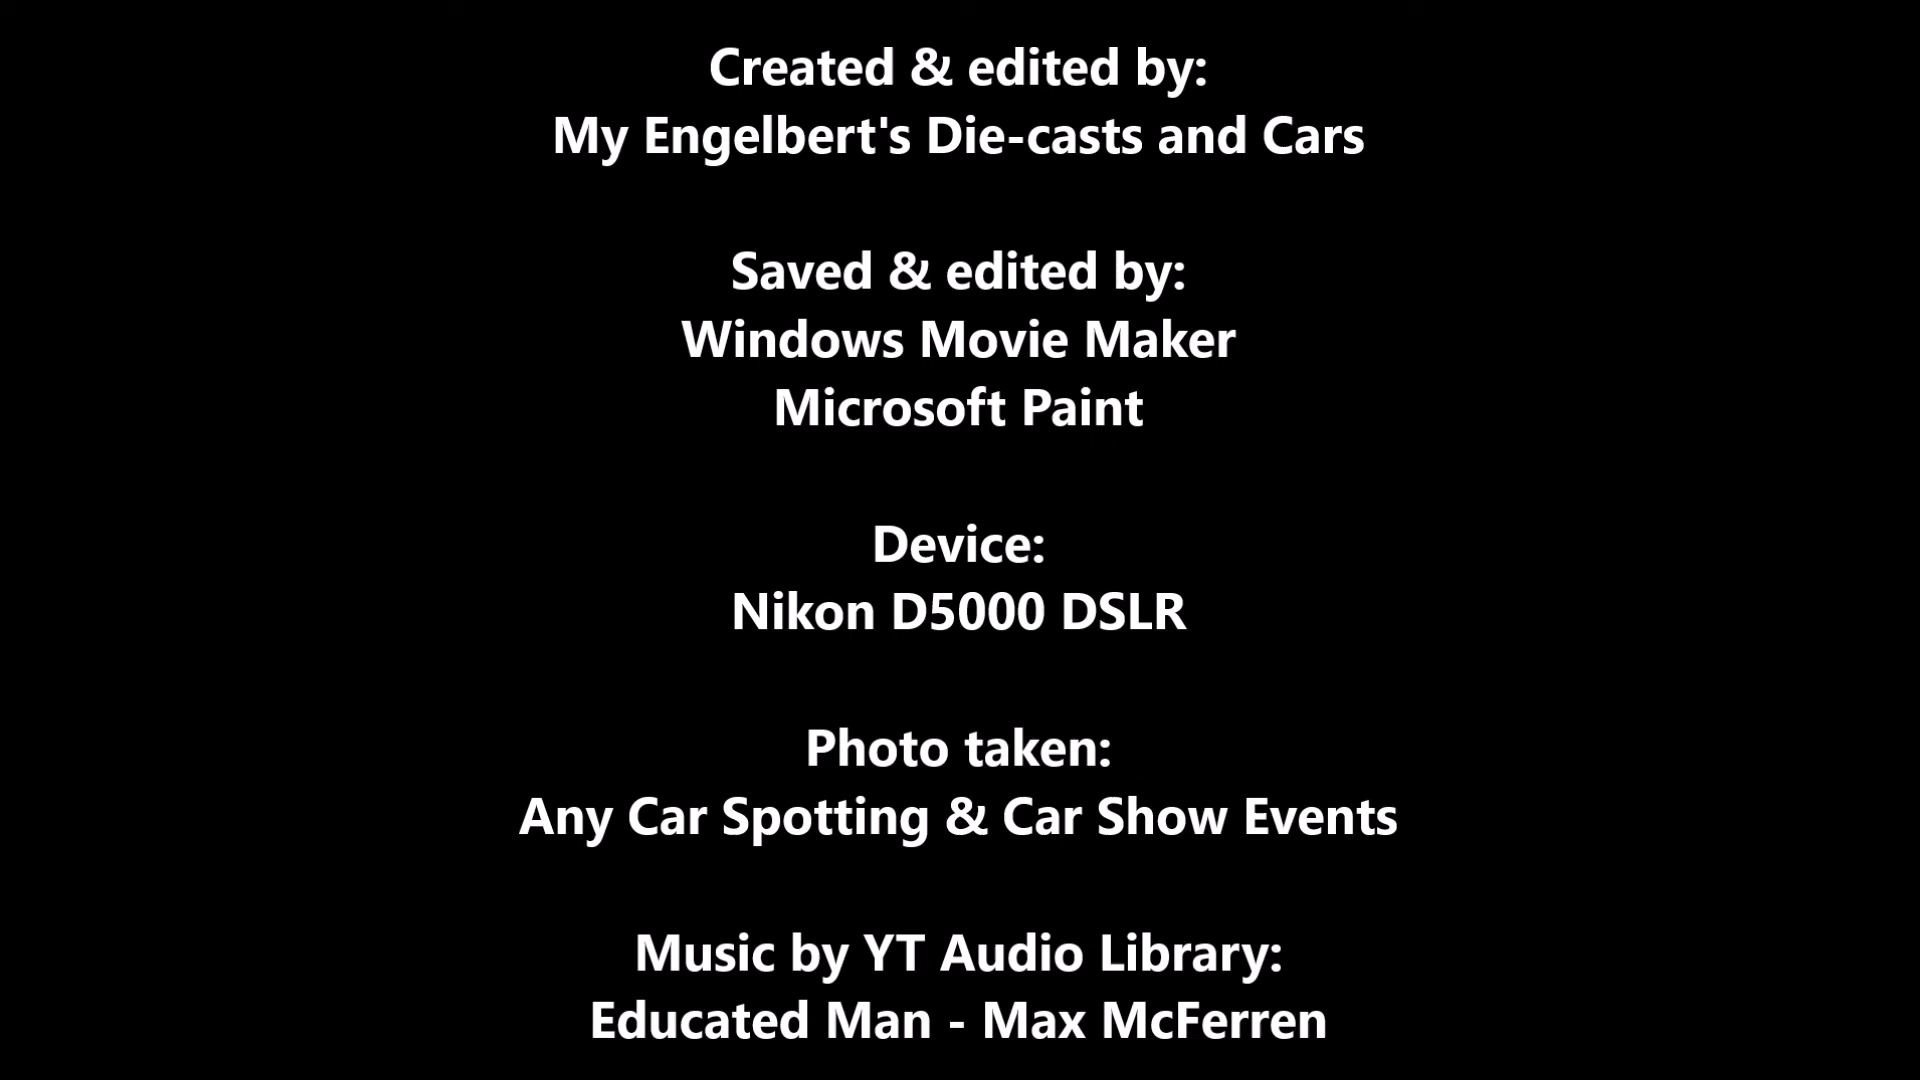 Created & edited by:
My Engelbert's Die-casts and Cars
Saved & edited by:
Windows Movie Maker
Microsoft Paint
Device:
Nikon D5000 DSLR
Photo taken:
Any Car Spotting & Car Show Events
Music by YT Audio Library:
Educated Man - Max McFerren